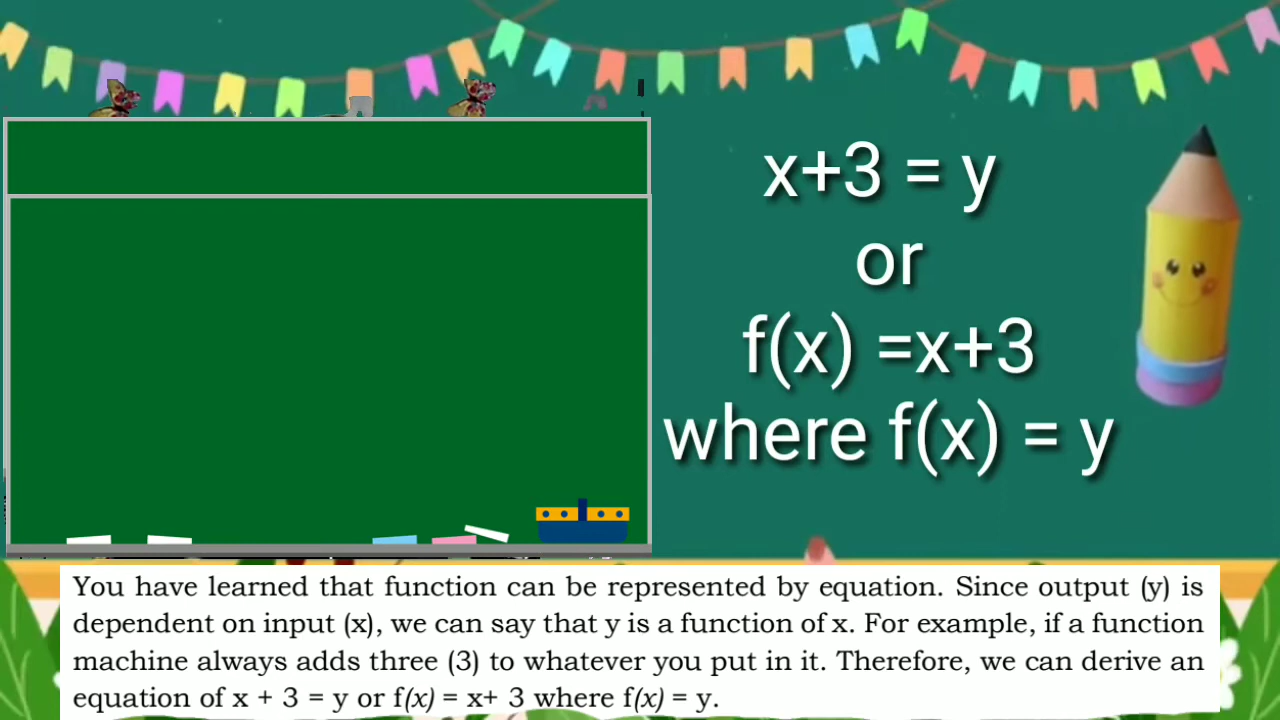 x+3 = y
or
f(x) =x+3
where f(x) = y
You have learned that function can be represented by equation. Since output (y) is
dependent on input (x), we can say that y is a function of x. For example, if a function
machine always adds three (3) to whatever you put in it. Therefore, we can derive an
equation of x + 3 = y or f(x) = x+ 3 where f(x) = y.